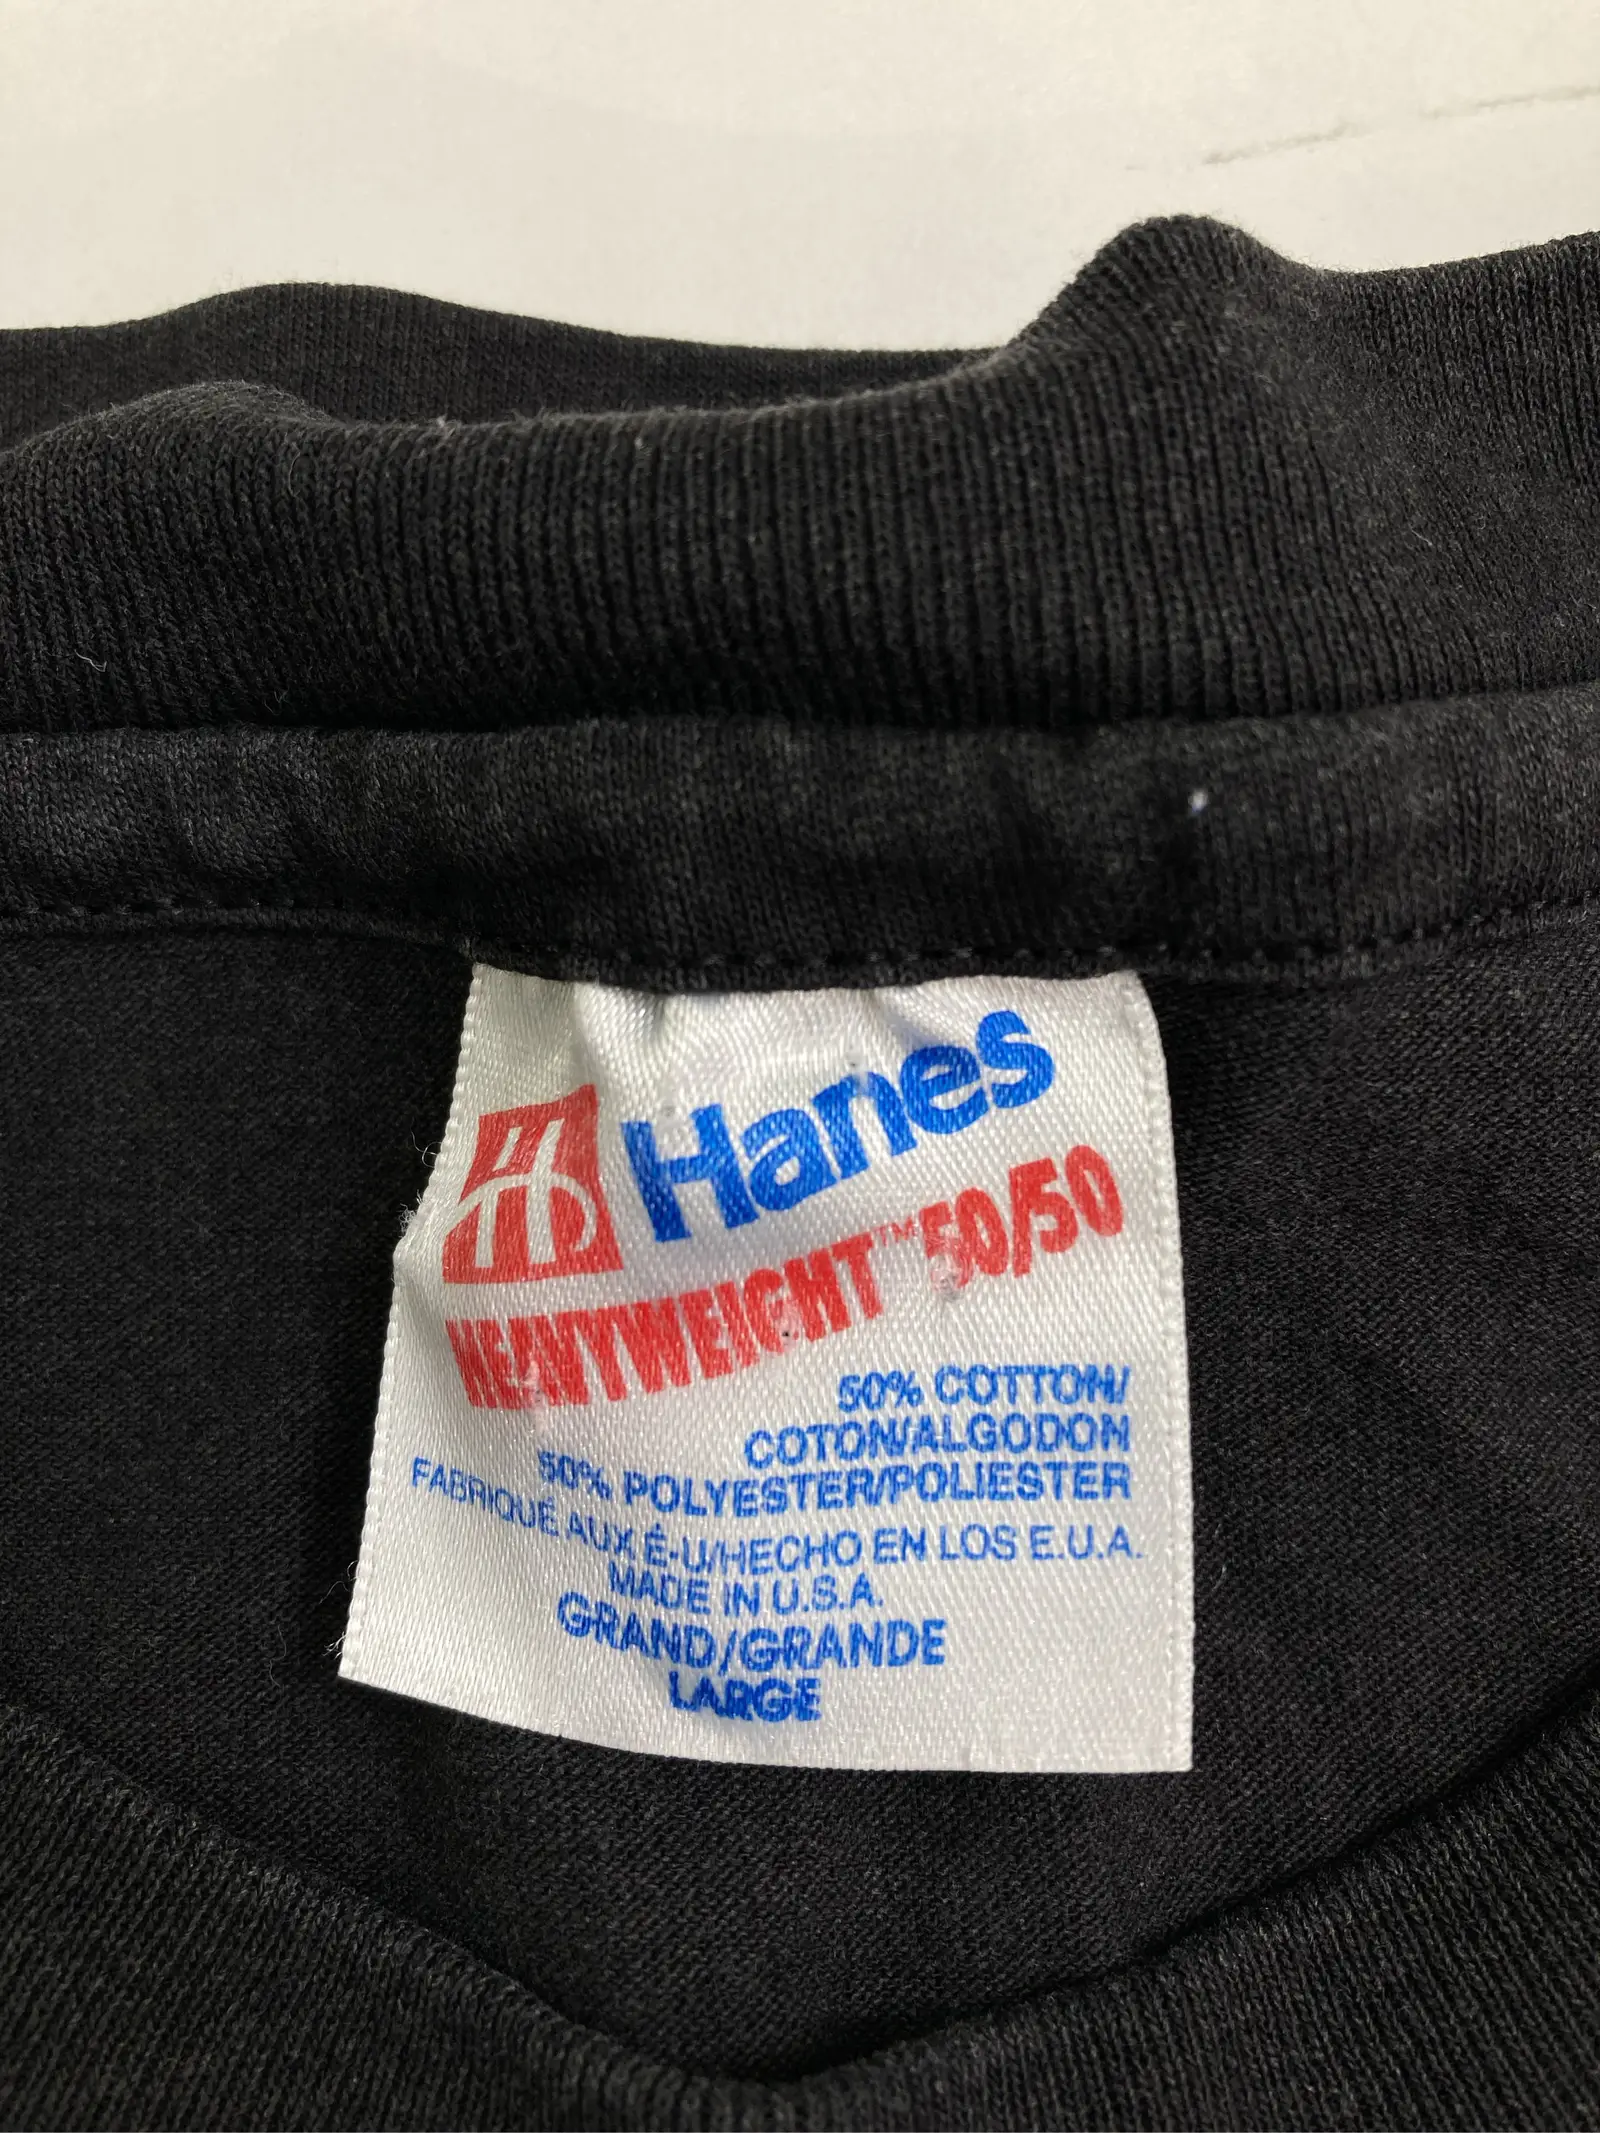 Hanes
HEAVYWEIGHT™ 50/50
50% COTTON/
COTON/ALGODON
50% POLYESTER/POLIESTER
FABRIQUÉ AUX É-U/HECHO EN LOS E.U.A.
MADE IN U.S.A.
GRAND/GRANDE
LARGE